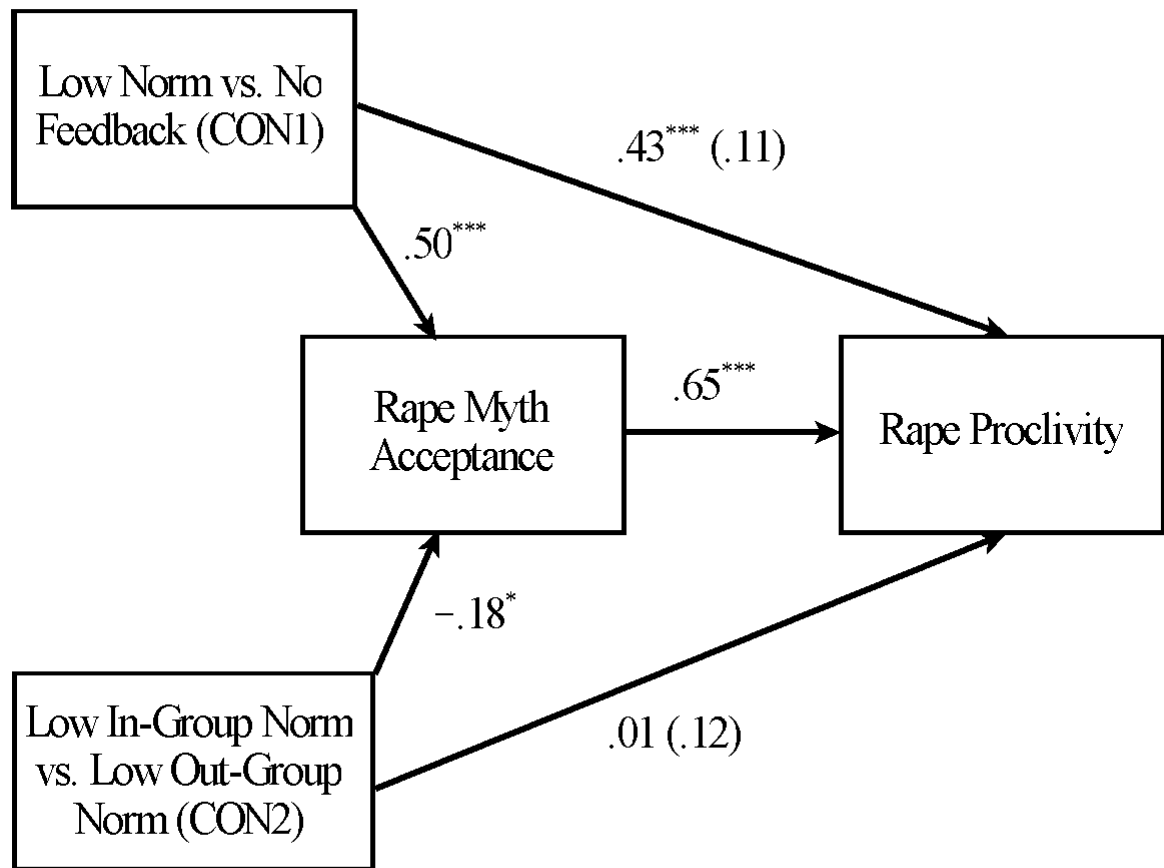 Low Norm vs. No
Feedback (CON1)
.43*** (.11)
.50***
Rape Myth
Acceptance
.65***
Rape Proclivity
−.18*
Low In-Group Norm
vs. Low Out-Group
Norm (CON2)
.01 (.12)